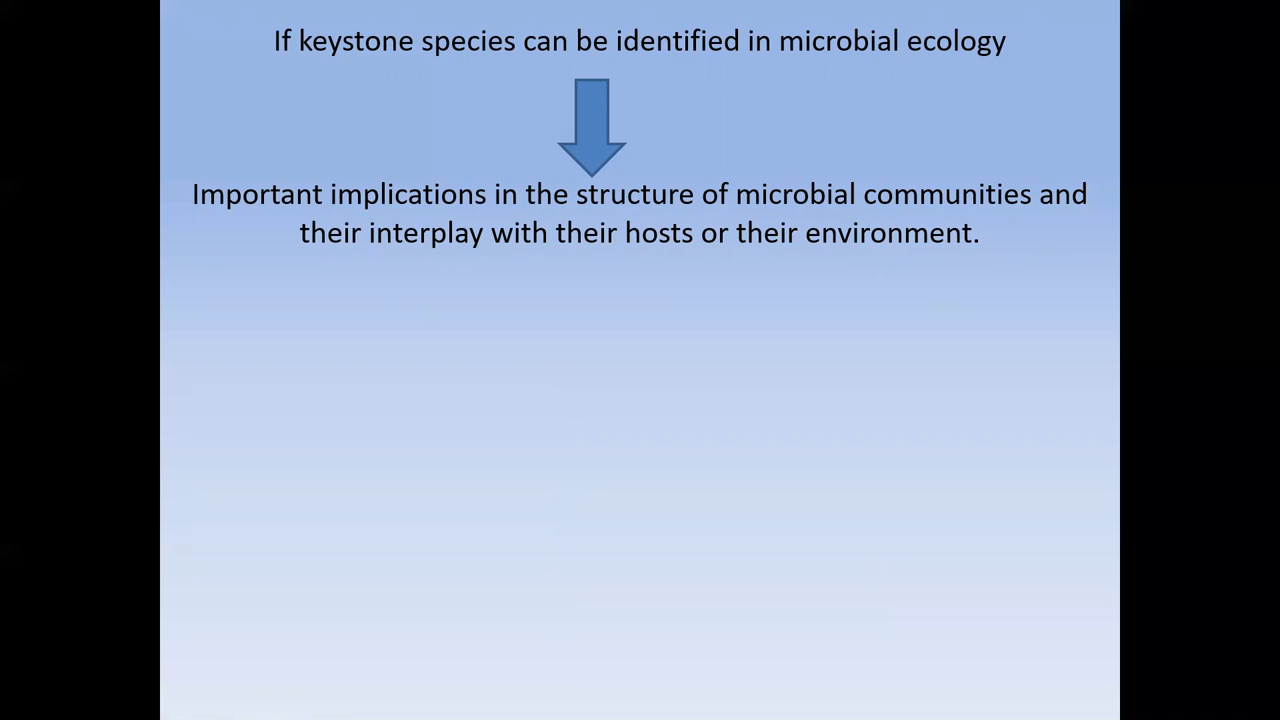 If keystone species can be identified in microbial ecology
Important implications in the structure of microbial communities and
their interplay with their hosts or their environment.